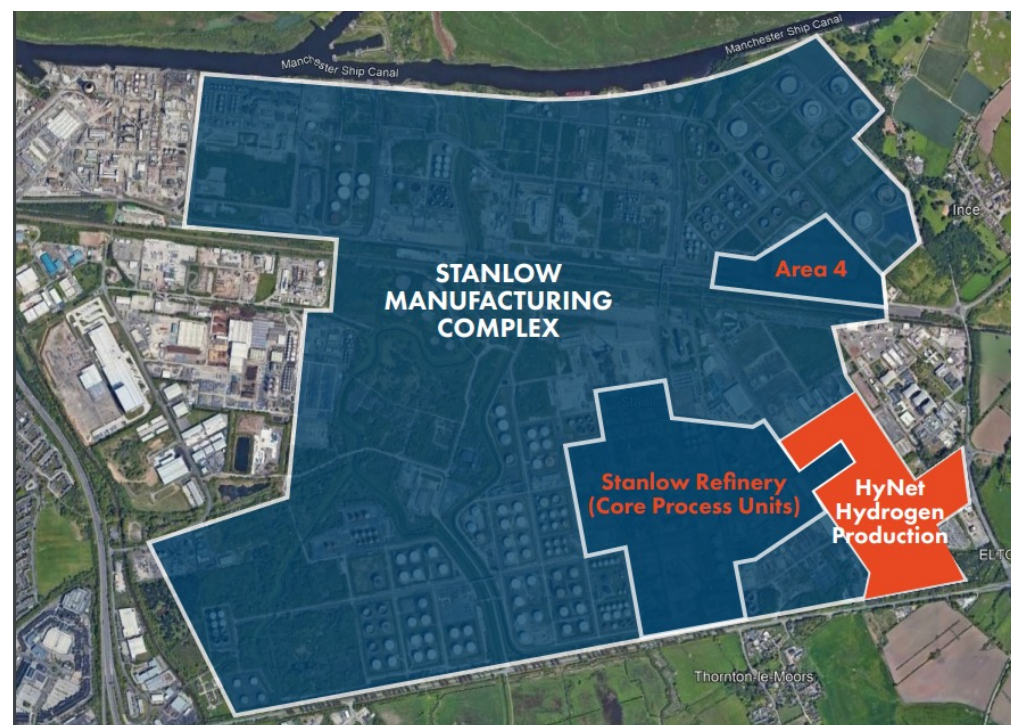 Manchester Ship Canal
Manchester Ship Canal
Ince
Area 4
STANLOW
MANUFACTURING
COMPLEX
Stanlow Refinery
(Core Process Units)
HyNet
Hydrogen
Production
ELTO
Thornton-le-Moors